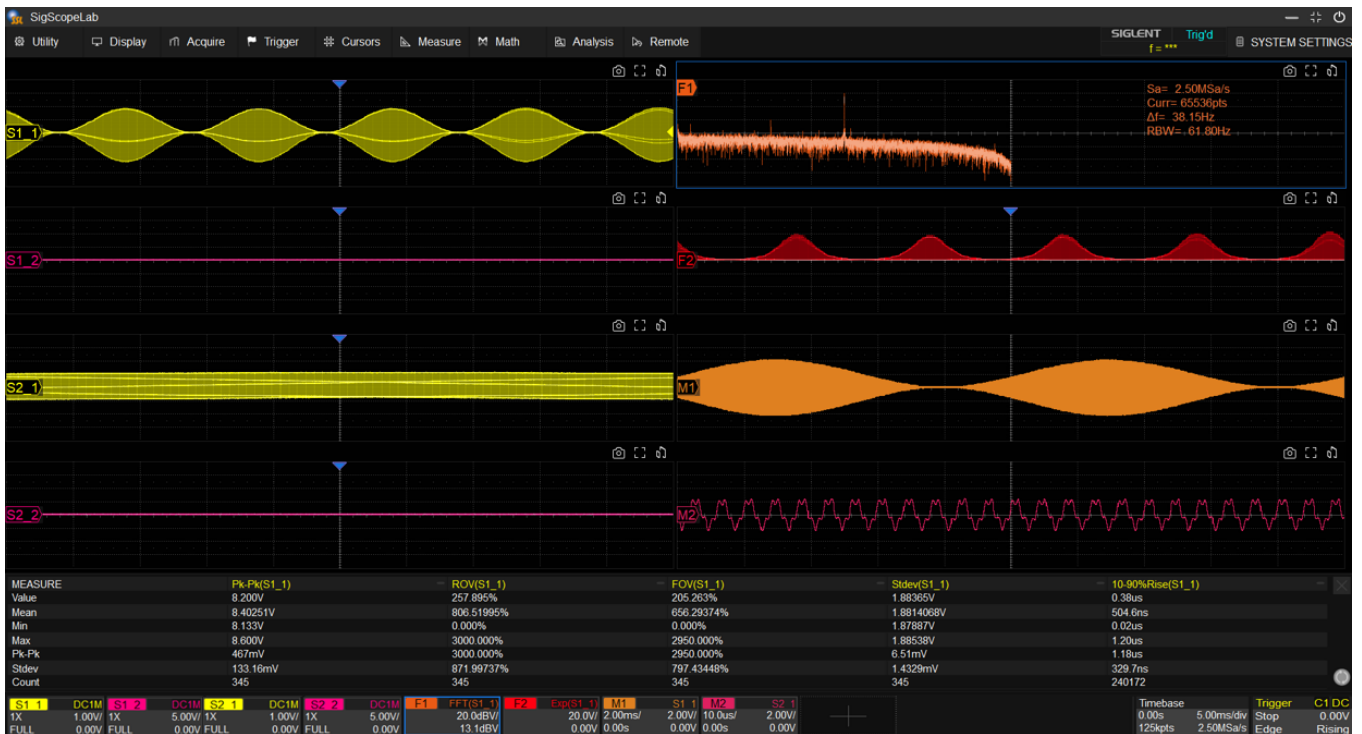 SigScopeLab
Utility Display Acquire Trigger Cursors Measure Math Analysis Remote SIGLENT Trig'd SYSTEM SETTINGS
f = ***
S1_1
F1
Sa= 2.50MSa/s
Curr= 65536pts
Δf= 38.15Hz
RBW= 61.80Hz
S1_2
F2
S2_1
M1
S2_2
M2
MEASURE Pk-Pk(S1_1) ROV(S1_1) FOV(S1_1) Stdev(S1_1) 10-90%Rise(S1_1)
Value 8.200V 257.895% 205.263% 1.88365V 0.38us
Mean 8.40251V 806.51995% 656.29374% 1.8814068V 504.6ns
Min 8.133V 0.000% 0.000% 1.87887V 0.02us
Max 8.600V 3000.000% 2950.000% 1.88538V 1.20us
Pk-Pk 467mV 3000.000% 2950.000% 6.51mV 1.18us
Stdev 133.16mV 871.99737% 797.43448% 1.4329mV 329.7ns
Count 345 345 345 345 240172
S1_1 DC1M S1_2 DC1M S2_1 DC1M S2_2 DC1M F1 FFT(S1_1) F2 Exp(S1_1) M1 S1_1 M2 S2_1 Timebase Trigger C1 DC
1X 1.00V/ 1X 5.00V/ 1X 1.00V/ 1X 5.00V/ 20.0dBV/ 20.0V/ 2.00ms/ 2.00V/ 10.0us/ 2.00V/ 0.00s 5.00ms/div Stop 0.00V
FULL 0.00V FULL 0.00V FULL 0.00V FULL 0.00V 13.1dBV 0.00V 0.00s 0.00V 0.00s 0.00V 125kpts 2.50MSa/s Edge Rising